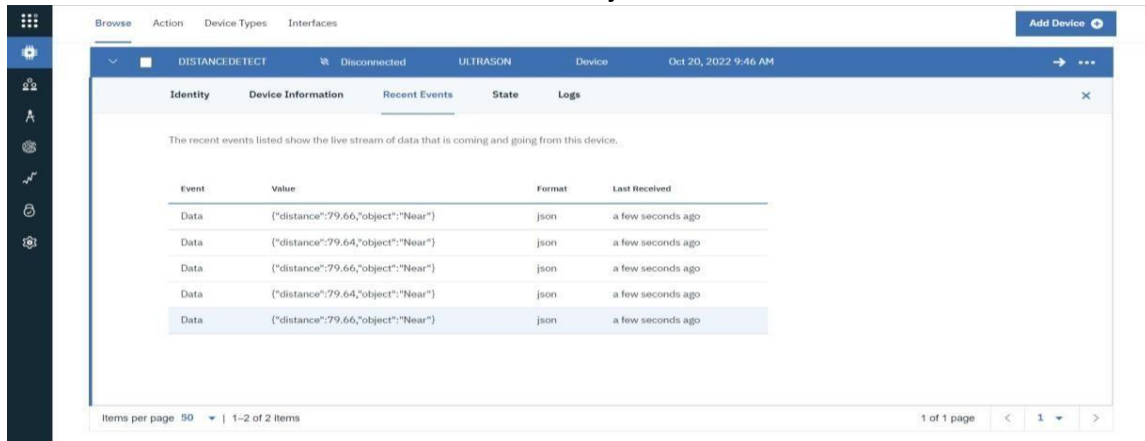 Browse Action Device Types Interfaces Add Device
DISTANCEDETECT Disconnected ULTRASON Device Oct 20, 2022 9:46 AM
Identity Device Information Recent Events State Logs
The recent events listed show the live stream of data that is coming and going from this device.
Event Value Format Last Received
Data {"distance":79.66,"object":"Near"} json a few seconds ago
Data {"distance":79.64,"object":"Near"} json a few seconds ago
Data {"distance":79.66,"object":"Near"} json a few seconds ago
Data {"distance":79.64,"object":"Near"} json a few seconds ago
Data {"distance":79.66,"object":"Near"} json a few seconds ago
Items per page 50 | 1–2 of 2 items 1 of 1 page < 1 >